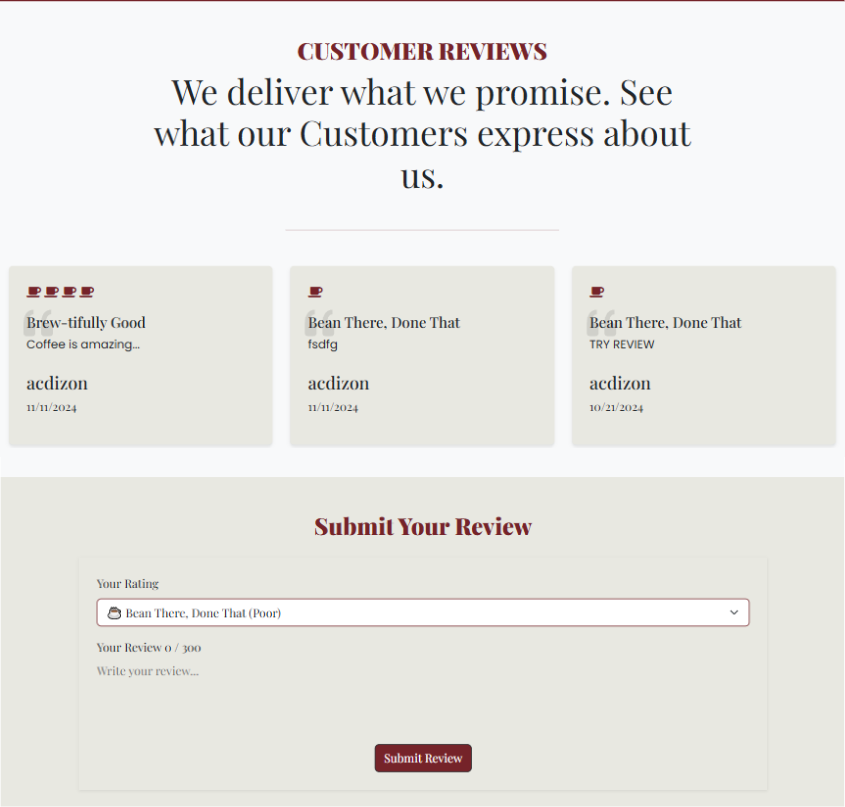 CUSTOMER REVIEWS
We deliver what we promise. See
what our Customers express about
us.
Brew-tifully Good
Coffee is amazing...
acdizon
11/11/2024
Bean There, Done That
fsdfg
acdizon
11/11/2024
Bean There, Done That
TRY REVIEW
acdizon
10/21/2024
Submit Your Review
Your Rating
Bean There, Done That (Poor)
Your Review 0 / 300
Write your review...
Submit Review